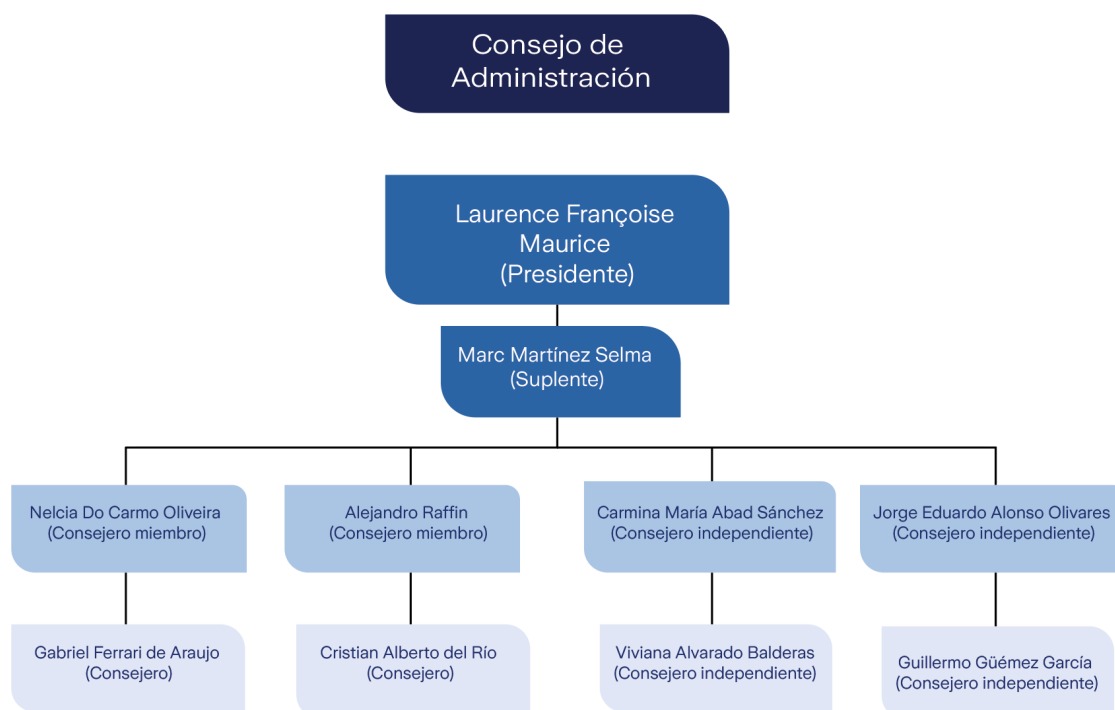 Consejo de
Administración
Laurence Françoise
Maurice
(Presidente)
Marc Martínez Selma
(Suplente)
Nelcia Do Carmo Oliveira
(Consejero miembro)
Alejandro Raffin
(Consejero miembro)
Carmina María Abad Sánchez
(Consejero independiente)
Jorge Eduardo Alonso Olivares
(Consejero independiente)
Gabriel Ferrari de Araujo
(Consejero)
Cristian Alberto del Río
(Consejero)
Viviana Alvarado Balderas
(Consejero independiente)
Guillermo Güémez García
(Consejero independiente)